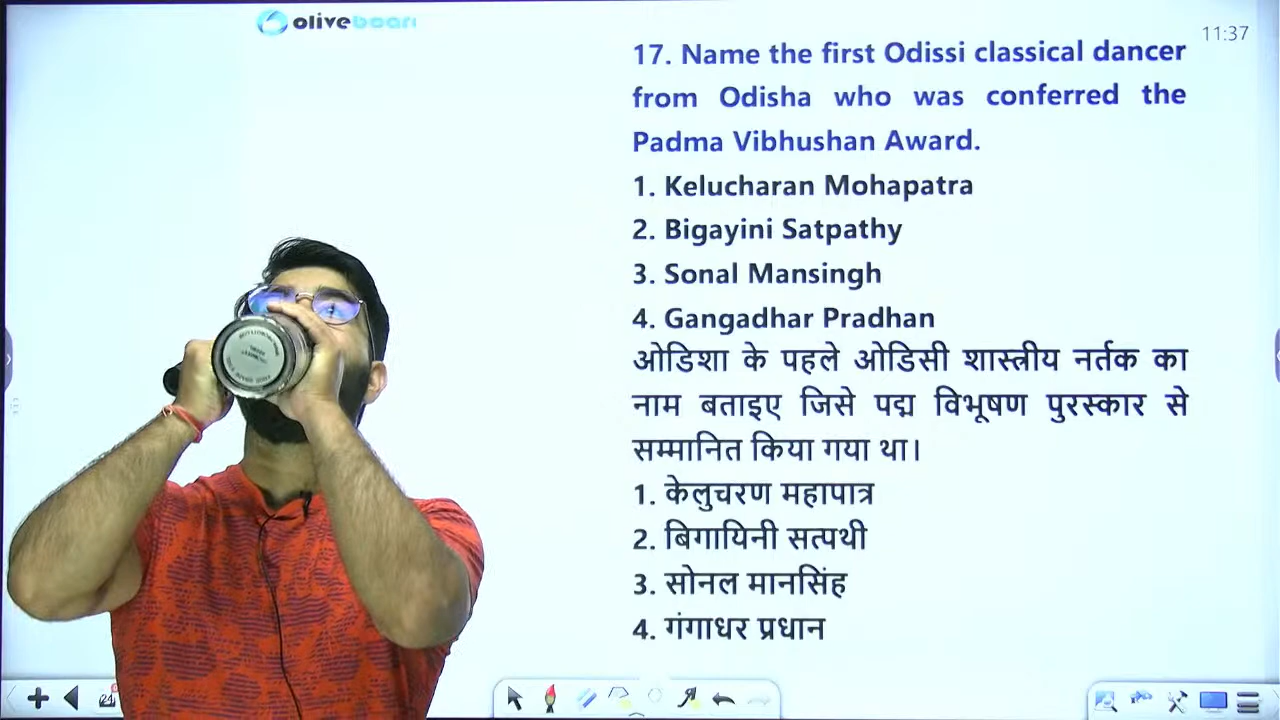 oliveboard
11:37
17. Name the first Odissi classical dancer
from Odisha who was conferred the
Padma Vibhushan Award.
1. Kelucharan Mohapatra
2. Bigayini Satpathy
3. Sonal Mansingh
4. Gangadhar Pradhan
ओडिशा के पहले ओडिसी शास्त्रीय नर्तक का
नाम बताइए जिसे पद्म विभूषण पुरस्कार से
सम्मानित किया गया था।
1. केलुचरण महापात्र
2. बिगायिनी सत्पथी
3. सोनल मानसिंह
4. गंगाधर प्रधान